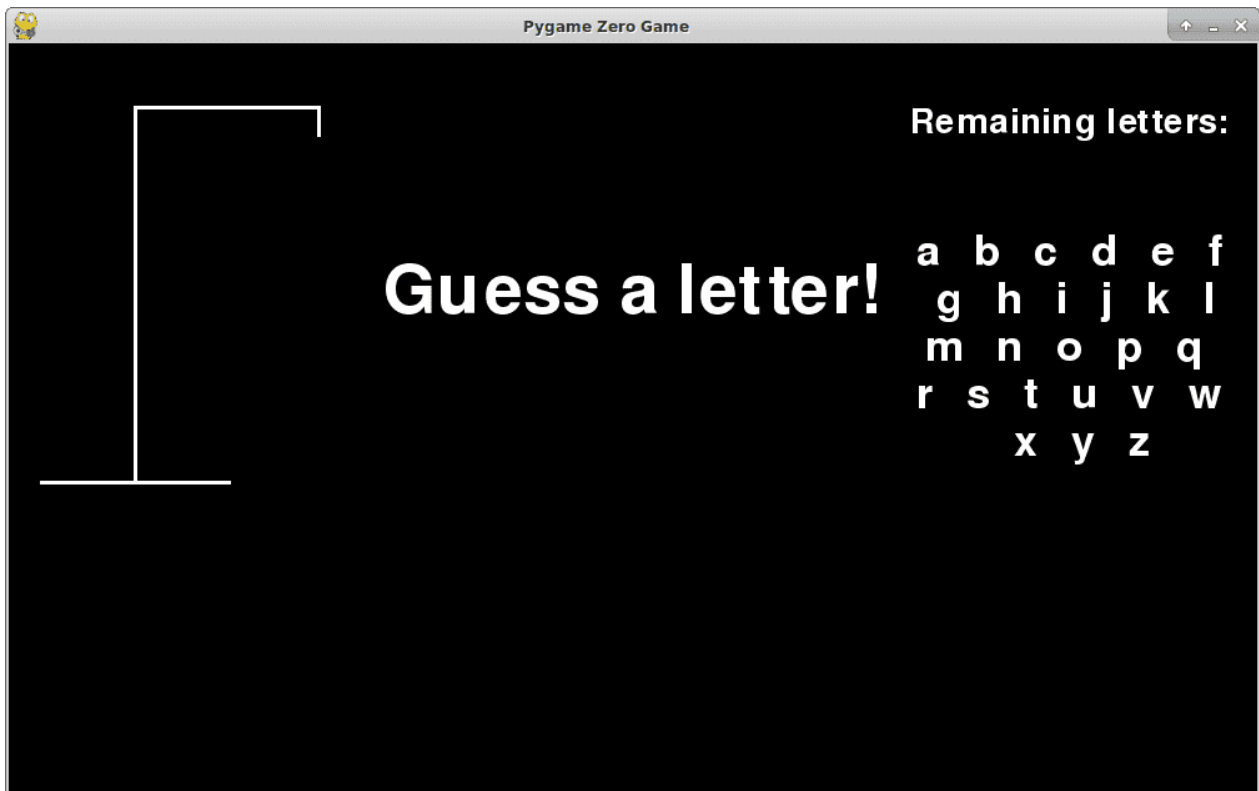 Pygame Zero Game
Remaining letters:
Guess a letter!
a b c d e f
g h i j k l
m n o p q
r s t u v w
x y z